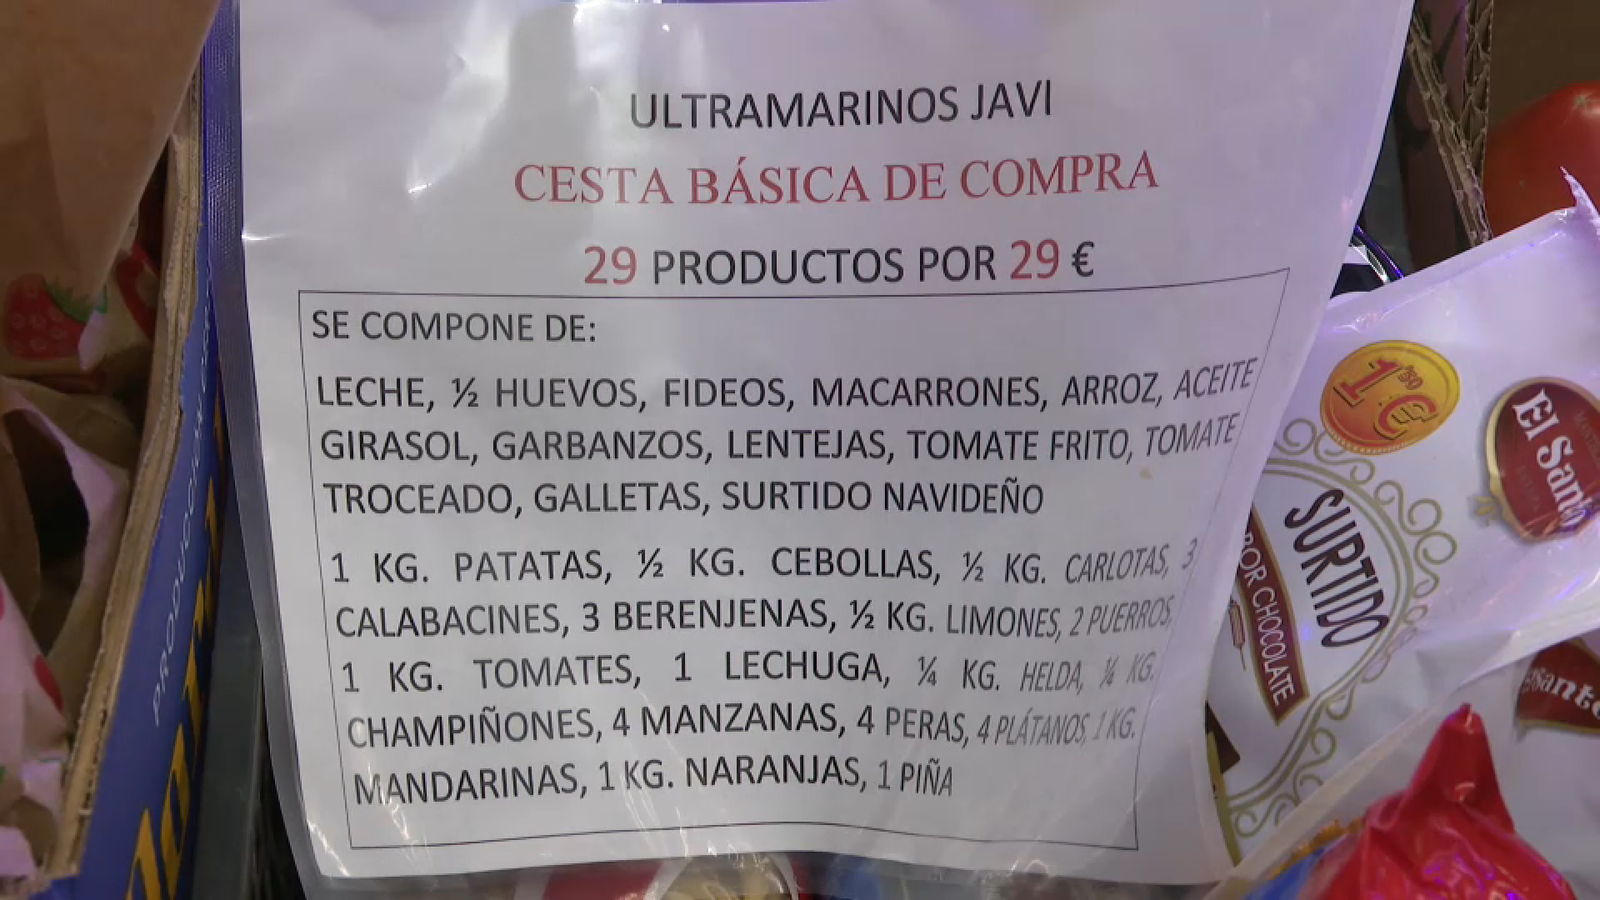 ULTRAMARINOS JAVI
CESTA BÁSICA DE COMPRA
29 PRODUCTOS POR 29 €
SE COMPONE DE:
LECHE, ½ HUEVOS, FIDEOS, MACARRONES, ARROZ, ACEITE
GIRASOL, GARBANZOS, LENTEJAS, TOMATE FRITO, TOMATE
TROCEADO, GALLETAS, SURTIDO NAVIDEÑO
1 KG. PATATAS, ½ KG. CEBOLLAS, ½ KG. CARLOTAS, 3
CALABACINES, 3 BERENJENAS, ½ KG. LIMONES, 2 PUERROS,
1 KG. TOMATES, 1 LECHUGA, ¼ KG. HELDA, ¼ KG.
CHAMPIÑONES, 4 MANZANAS, 4 PERAS, 4 PLÁTANOS, 1 KG.
MANDARINAS, 1 KG. NARANJAS, 1 PIÑA
1'50 €
El Santo
SURTIDO
CHOCOLATE